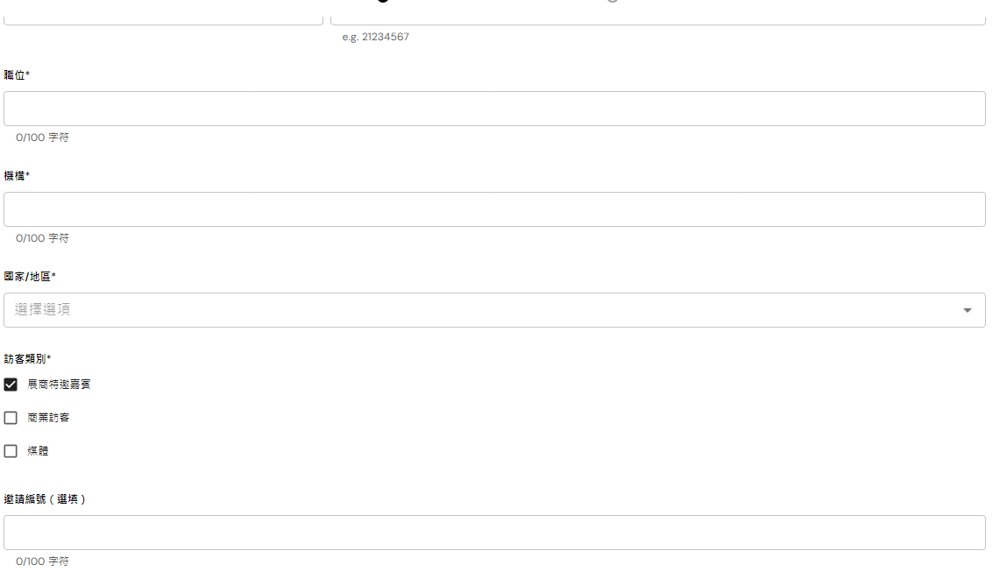 e.g. 21234567
職位*
0/100 字符
機構*
0/100 字符
國家/地區*
選擇選項
訪客類別*
展商特邀嘉賓
商業訪客
媒體
邀請編號（選填）
0/100 字符